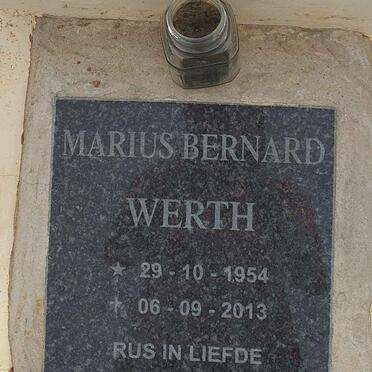 MARIUS BERNARD
WERTH
★ 29 - 10 - 1954
† 06 - 09 - 2013
RUS IN LIEFDE